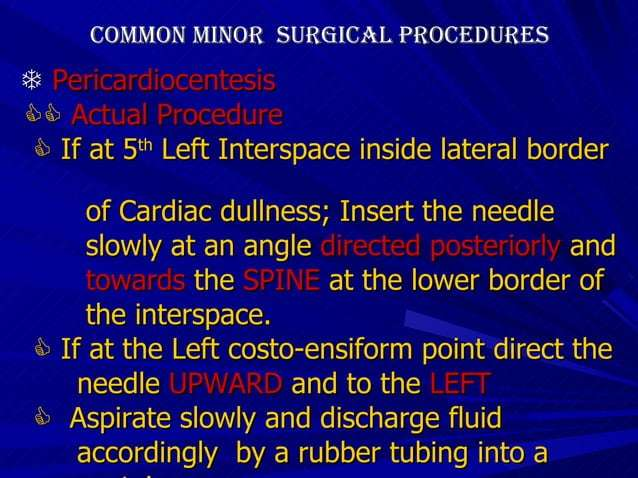 COMMON MINOR SURGICAL PROCEDURES
Pericardiocentesis
Actual Procedure
If at 5th Left Interspace inside lateral border
of Cardiac dullness; Insert the needle
slowly at an angle directed posteriorly and
towards the SPINE at the lower border of
the interspace.
If at the Left costo-ensiform point direct the
needle UPWARD and to the LEFT
Aspirate slowly and discharge fluid
accordingly by a rubber tubing into a